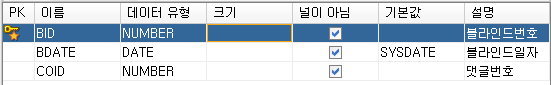 PK 이름 데이터 유형 크기 널이 아님 기본값 설명
BID NUMBER 블라인드번호
BDATE DATE SYSDATE 블라인드일자
COID NUMBER 댓글번호